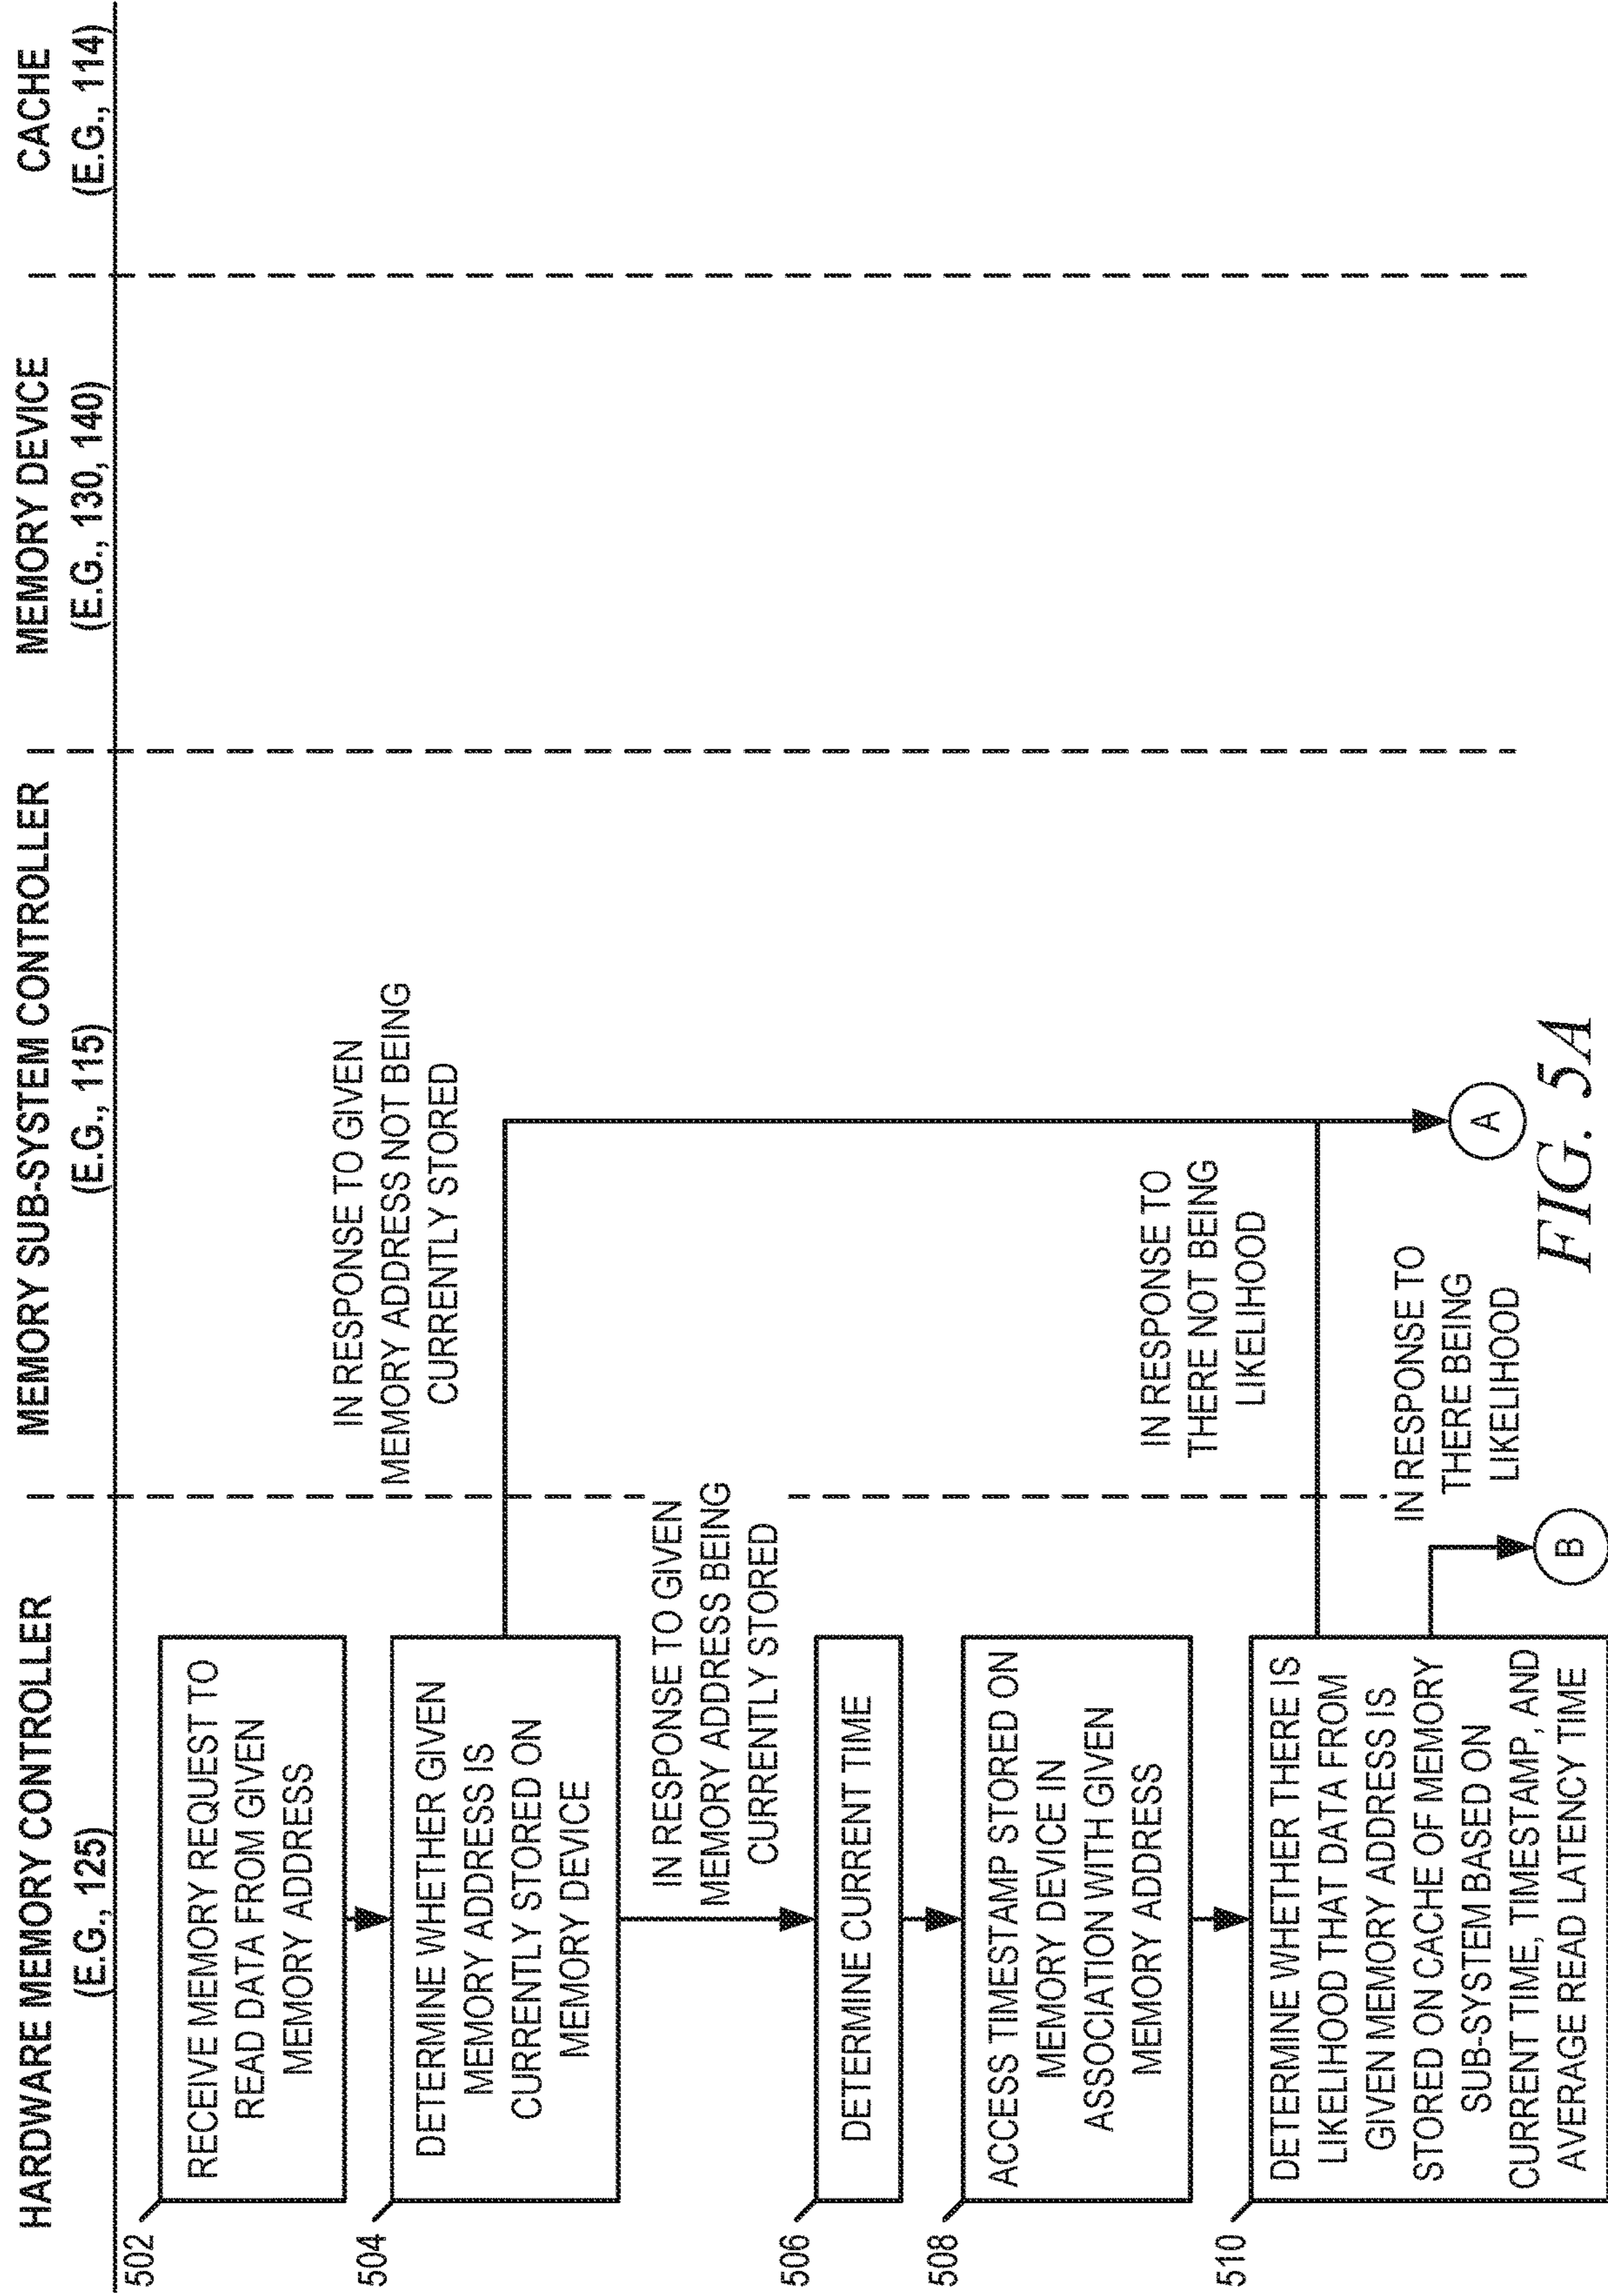 HARDWARE MEMORY CONTROLLER
(E.G., 125)
MEMORY SUB-SYSTEM CONTROLLER
(E.G., 115)
MEMORY DEVICE
(E.G., 130, 140)
CACHE
(E.G., 114)
502
RECEIVE MEMORY REQUEST TO
READ DATA FROM GIVEN
MEMORY ADDRESS
504
DETERMINE WHETHER GIVEN
MEMORY ADDRESS IS
CURRENTLY STORED ON
MEMORY DEVICE
IN RESPONSE TO GIVEN
MEMORY ADDRESS NOT BEING
CURRENTLY STORED
IN RESPONSE TO GIVEN
MEMORY ADDRESS BEING
CURRENTLY STORED
506
DETERMINE CURRENT TIME
508
ACCESS TIMESTAMP STORED ON
MEMORY DEVICE IN
ASSOCIATION WITH GIVEN
MEMORY ADDRESS
510
DETERMINE WHETHER THERE IS
LIKELIHOOD THAT DATA FROM
GIVEN MEMORY ADDRESS IS
STORED ON CACHE OF MEMORY
SUB-SYSTEM BASED ON
CURRENT TIME, TIMESTAMP, AND
AVERAGE READ LATENCY TIME
IN RESPONSE TO
THERE NOT BEING
LIKELIHOOD
IN RESPONSE TO
THERE BEING
LIKELIHOOD
A
B
FIG. 5A